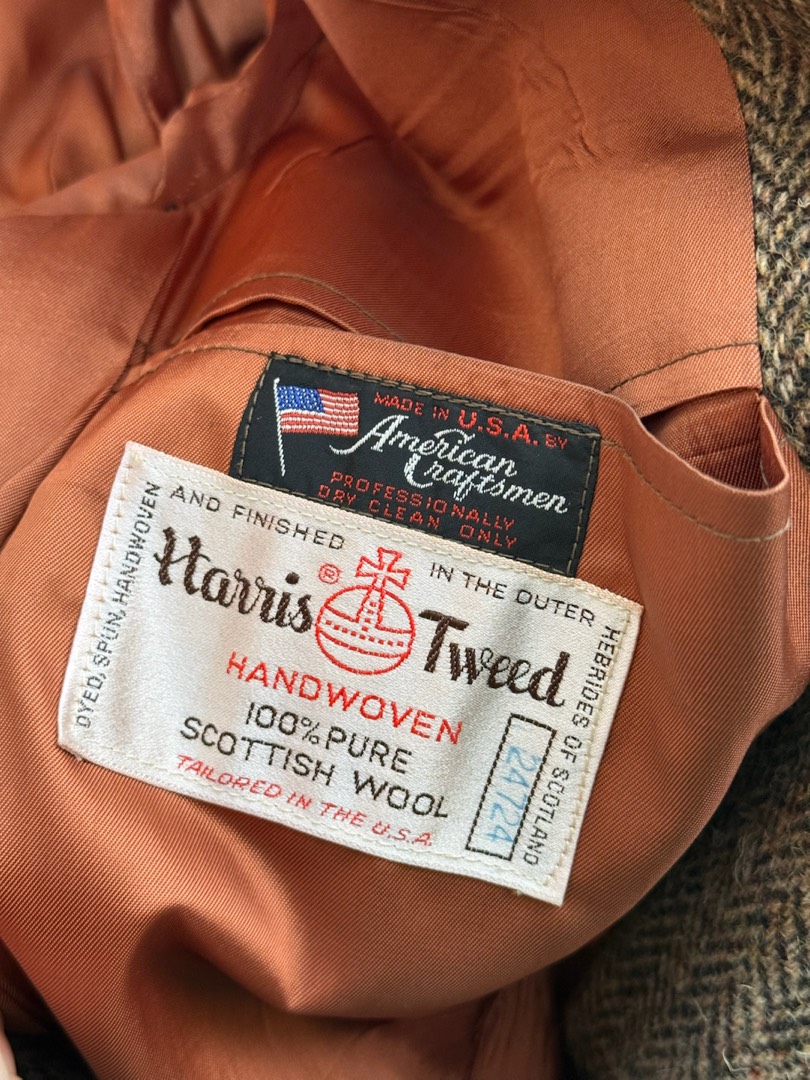 MADE IN U.S.A. BY
American
Craftsmen
PROFESSIONALLY
DRY CLEAN ONLY
DYED, SPUN, HANDWOVEN
AND FINISHED
IN THE OUTER
HEBRIDES OF SCOTLAND
Harris ® Tweed
HANDWOVEN
100% PURE
SCOTTISH WOOL
TAILORED IN THE U.S.A.
24724